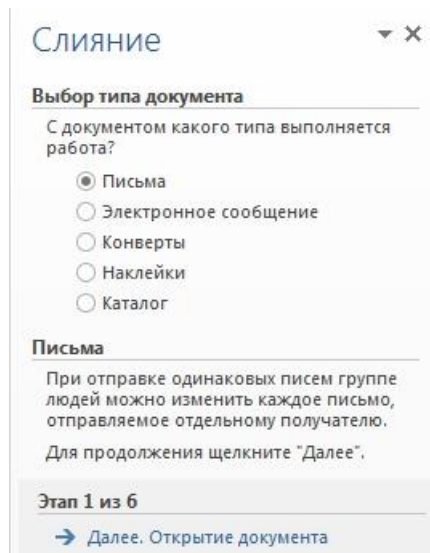 Слияние
Выбор типа документа
С документом какого типа выполняется
работа?
Письма
Электронное сообщение
Конверты
Наклейки
Каталог
Письма
При отправке одинаковых писем группе
людей можно изменить каждое письмо,
отправляемое отдельному получателю.
Для продолжения щелкните "Далее".
Этап 1 из 6
Далее. Открытие документа